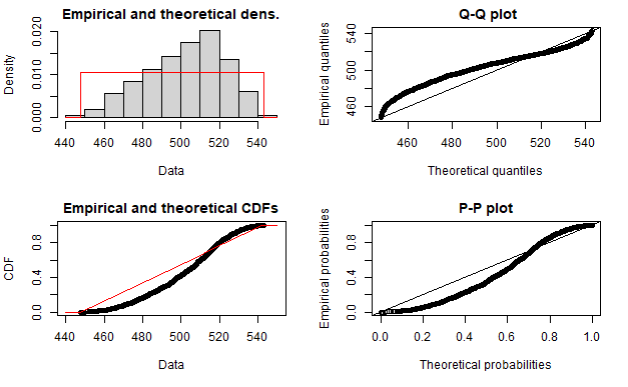 Empirical and theoretical dens.
Density
0.000 0.010 0.020
440 460 480 500 520 540
Data
Q-Q plot
Empirical quantiles
460 500 540
460 480 500 520 540
Theoretical quantiles
Empirical and theoretical CDFs
CDF
0.0 0.4 0.8
440 460 480 500 520 540
Data
P-P plot
Empirical probabilities
0.0 0.4 0.8
0.0 0.2 0.4 0.6 0.8 1.0
Theoretical probabilities